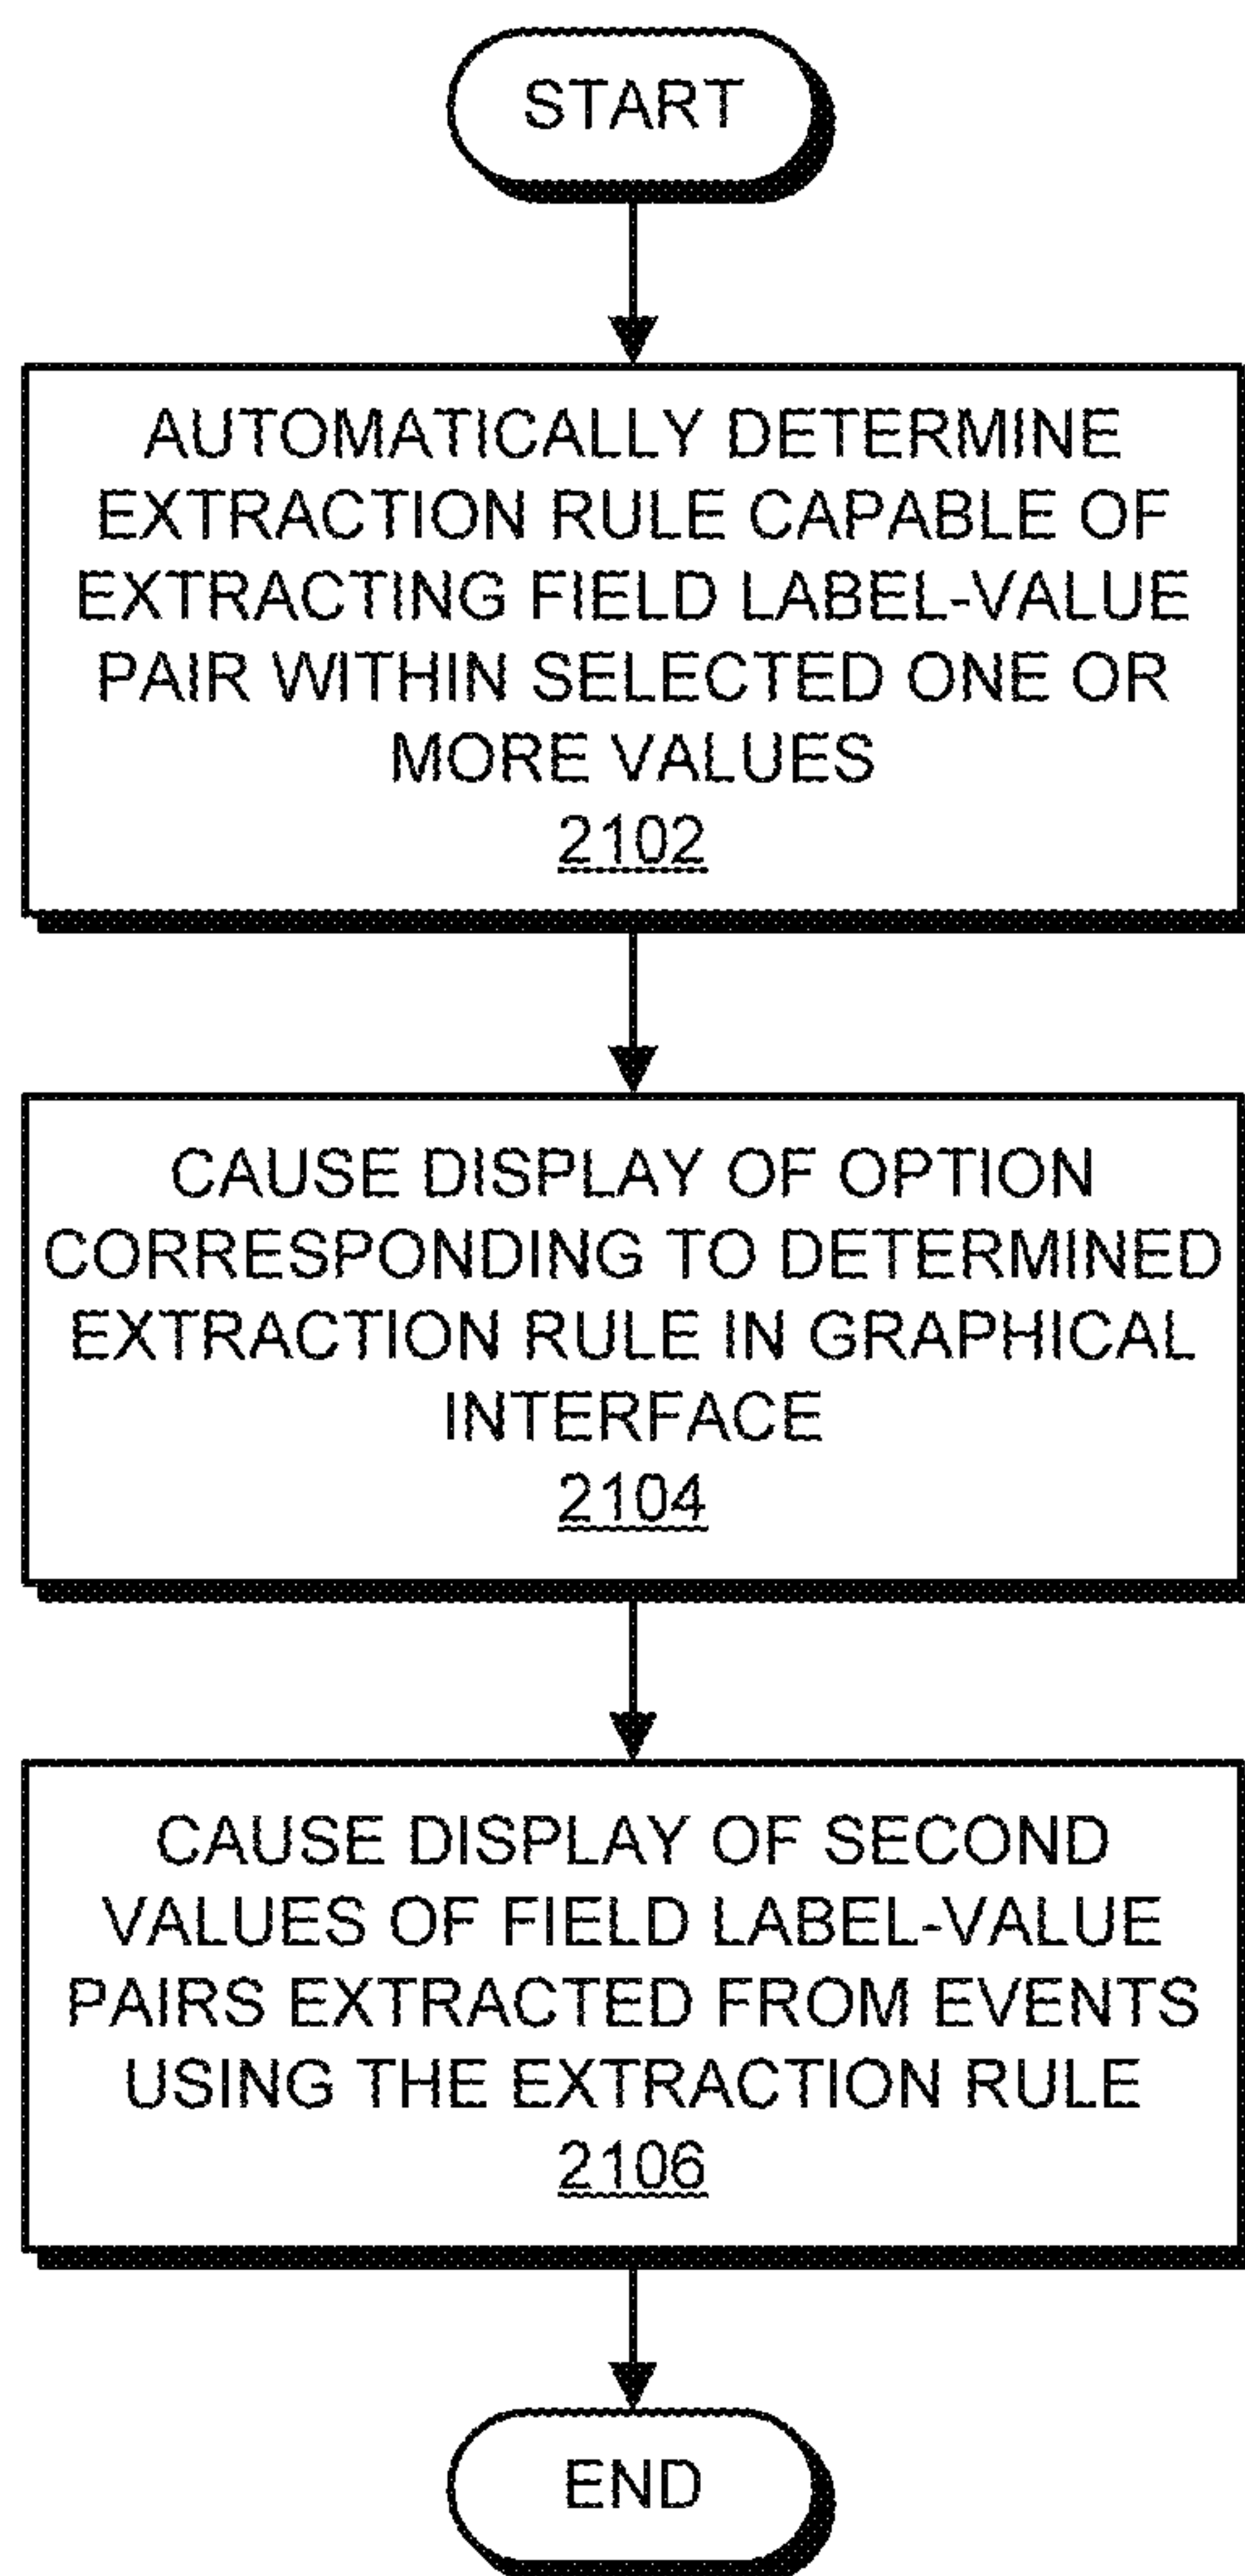 START
AUTOMATICALLY DETERMINE
EXTRACTION RULE CAPABLE OF
EXTRACTING FIELD LABEL-VALUE
PAIR WITHIN SELECTED ONE OR
MORE VALUES
2102
CAUSE DISPLAY OF OPTION
CORRESPONDING TO DETERMINED
EXTRACTION RULE IN GRAPHICAL
INTERFACE
2104
CAUSE DISPLAY OF SECOND
VALUES OF FIELD LABEL-VALUE
PAIRS EXTRACTED FROM EVENTS
USING THE EXTRACTION RULE
2106
END